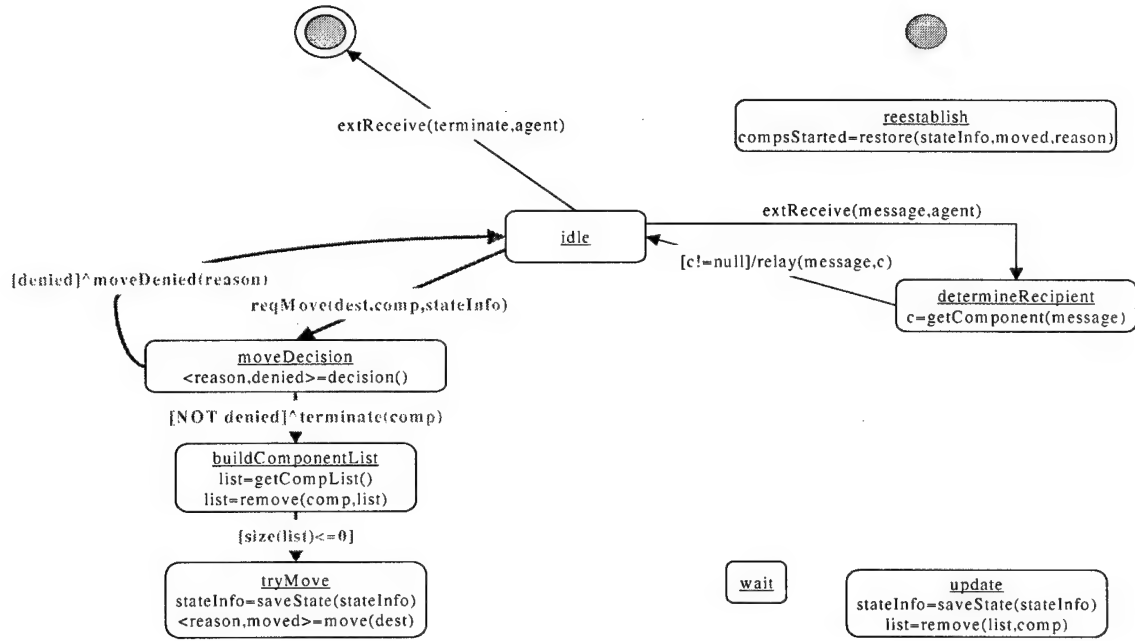 extReceive(terminate,agent)
reestablish
compsStarted=restore(stateInfo,moved,reason)
idle
extReceive(message,agent)
[c!=null]/relay(message,c)
[denied]^moveDenied(reason)
reqMove(dest,comp,stateInfo)
determineRecipient
c=getComponent(message)
moveDecision
<reason,denied>=decision()
[NOT denied]^terminate(comp)
buildComponentList
list=getCompList()
list=remove(comp,list)
[size(list)<=0]
tryMove
stateInfo=saveState(stateInfo)
<reason,moved>=move(dest)
wait
update
stateInfo=saveState(stateInfo)
list=remove(list,comp)